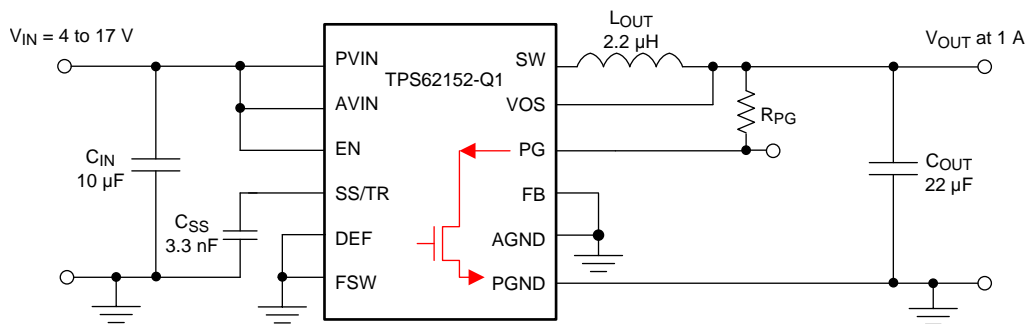 V_IN = 4 to 17 V
L_OUT
2.2 µH
V_OUT at 1 A
PVIN
SW
TPS62152-Q1
AVIN
VOS
R_PG
EN
PG
C_IN
10 µF
C_OUT
22 µF
SS/TR
FB
C_SS
3.3 nF
DEF
AGND
FSW
PGND